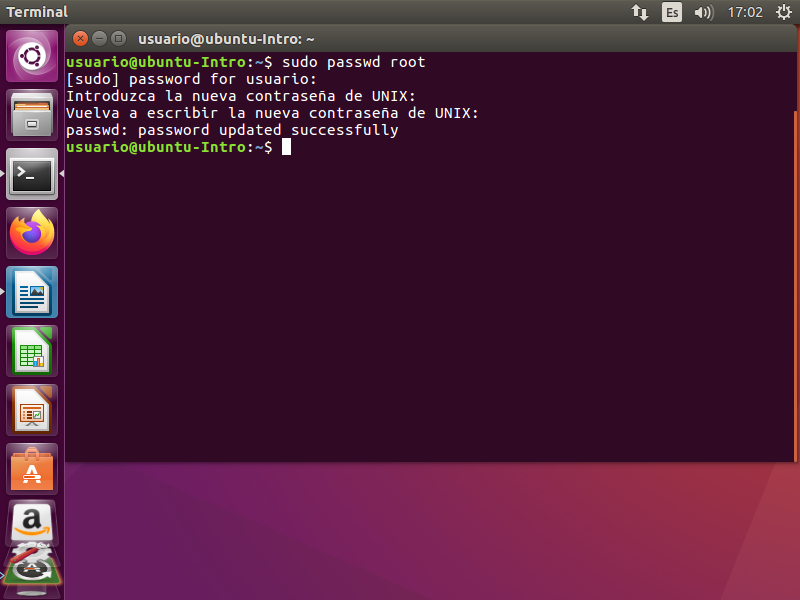 Terminal
Es
17:02
usuario@ubuntu-Intro: ~
usuario@ubuntu-Intro:~$ sudo passwd root
[sudo] password for usuario:
Introduzca la nueva contraseña de UNIX:
Vuelva a escribir la nueva contraseña de UNIX:
passwd: password updated successfully
usuario@ubuntu-Intro:~$